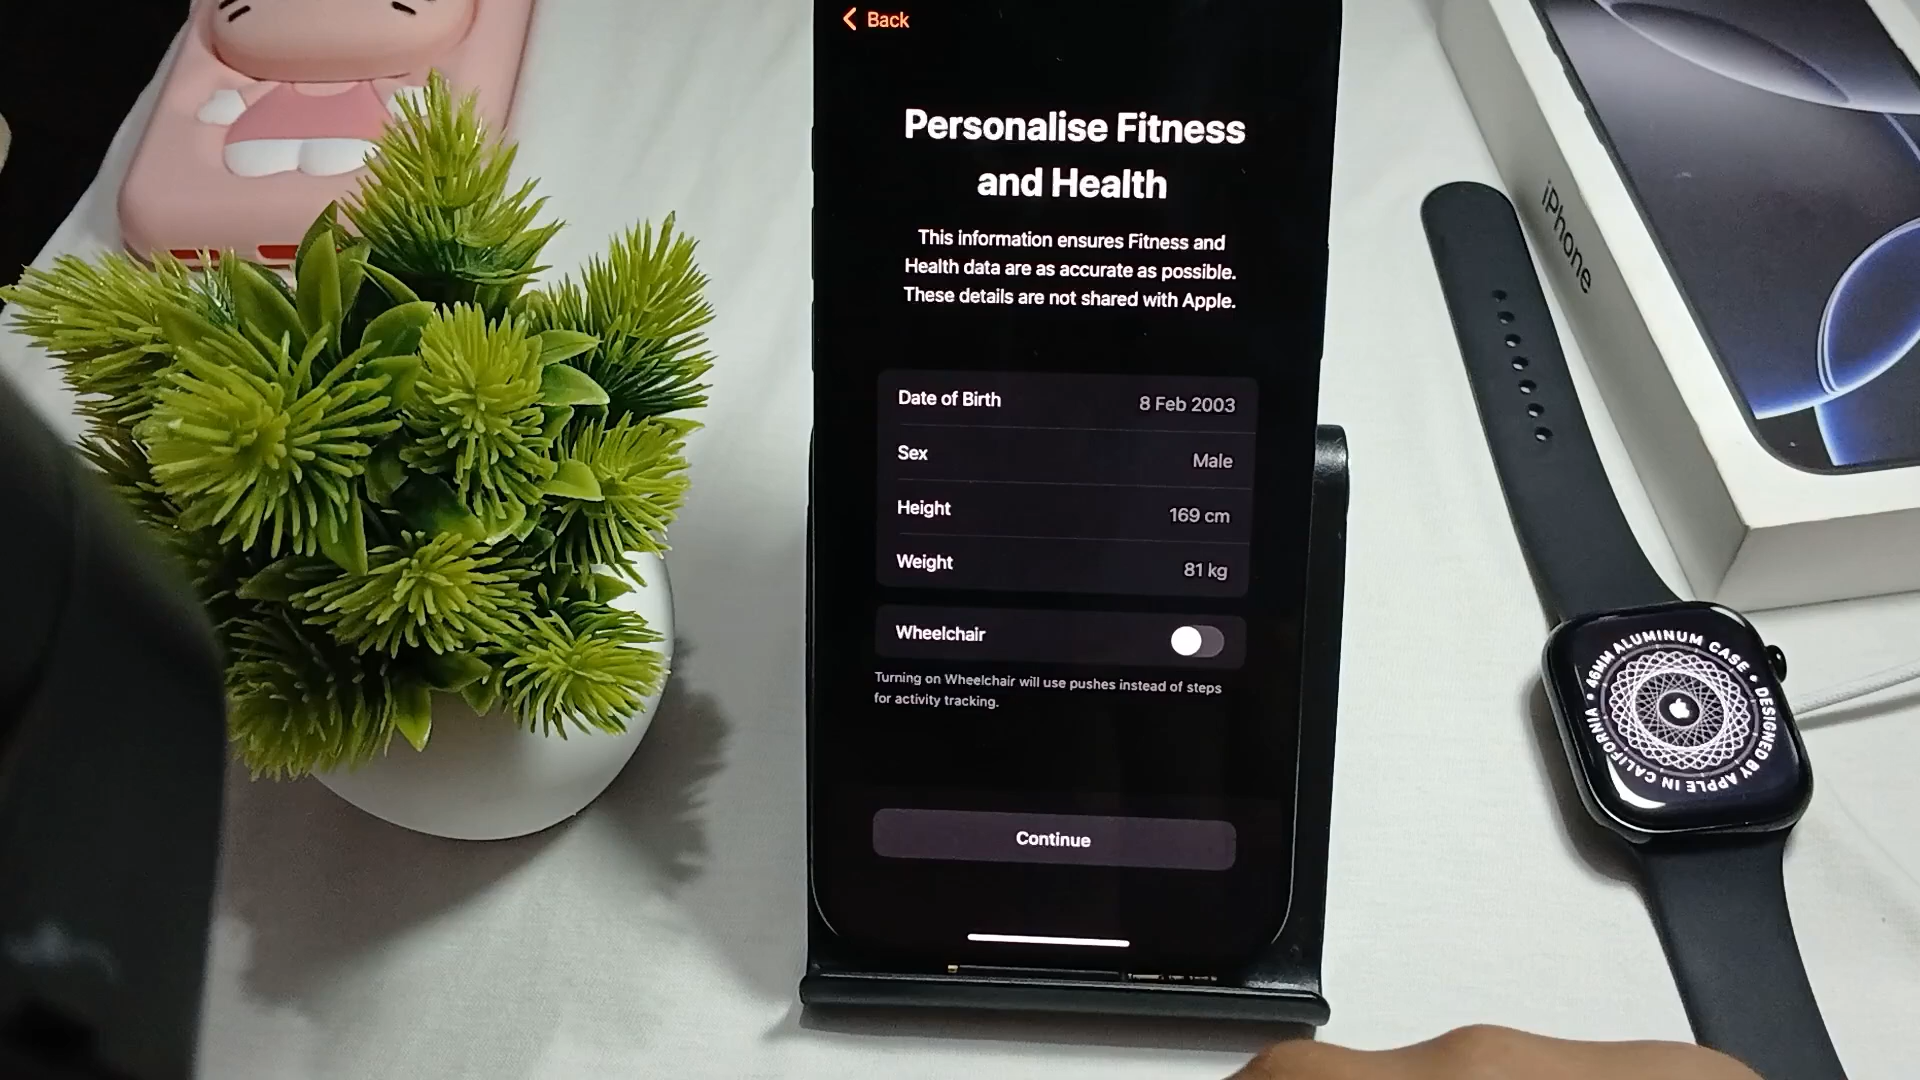 Back
Personalise Fitness
and Health
This information ensures Fitness and
Health data are as accurate as possible.
These details are not shared with Apple.
Date of Birth 8 Feb 2003
Sex Male
Height 169 cm
Weight 81 kg
Wheelchair
Turning on Wheelchair will use pushes instead of steps
for activity tracking.
Continue
iPhone
46MM ALUMINUM CASE • DESIGNED BY APPLE IN CALIFORNIA •